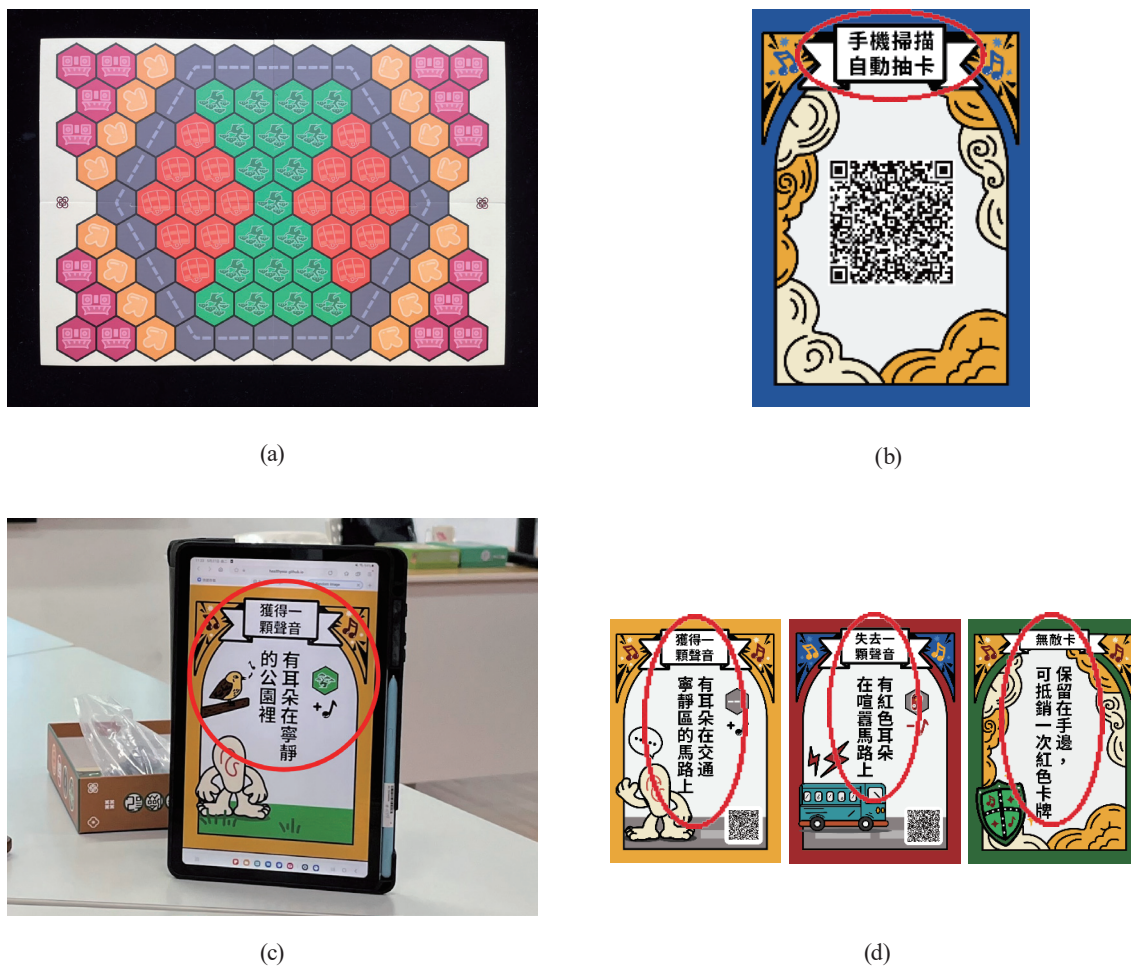 手機掃描
自動抽卡
(a)
(b)
獲得一
顆聲音
有耳朵在寧靜
的公園裡
獲得一
顆聲音
有耳朵在交通
寧靜區的馬路上
失去一
顆聲音
有紅色耳朵
在喧囂馬路上
無敵卡
保留在手邊，
可抵銷一次紅色卡牌
(c)
(d)